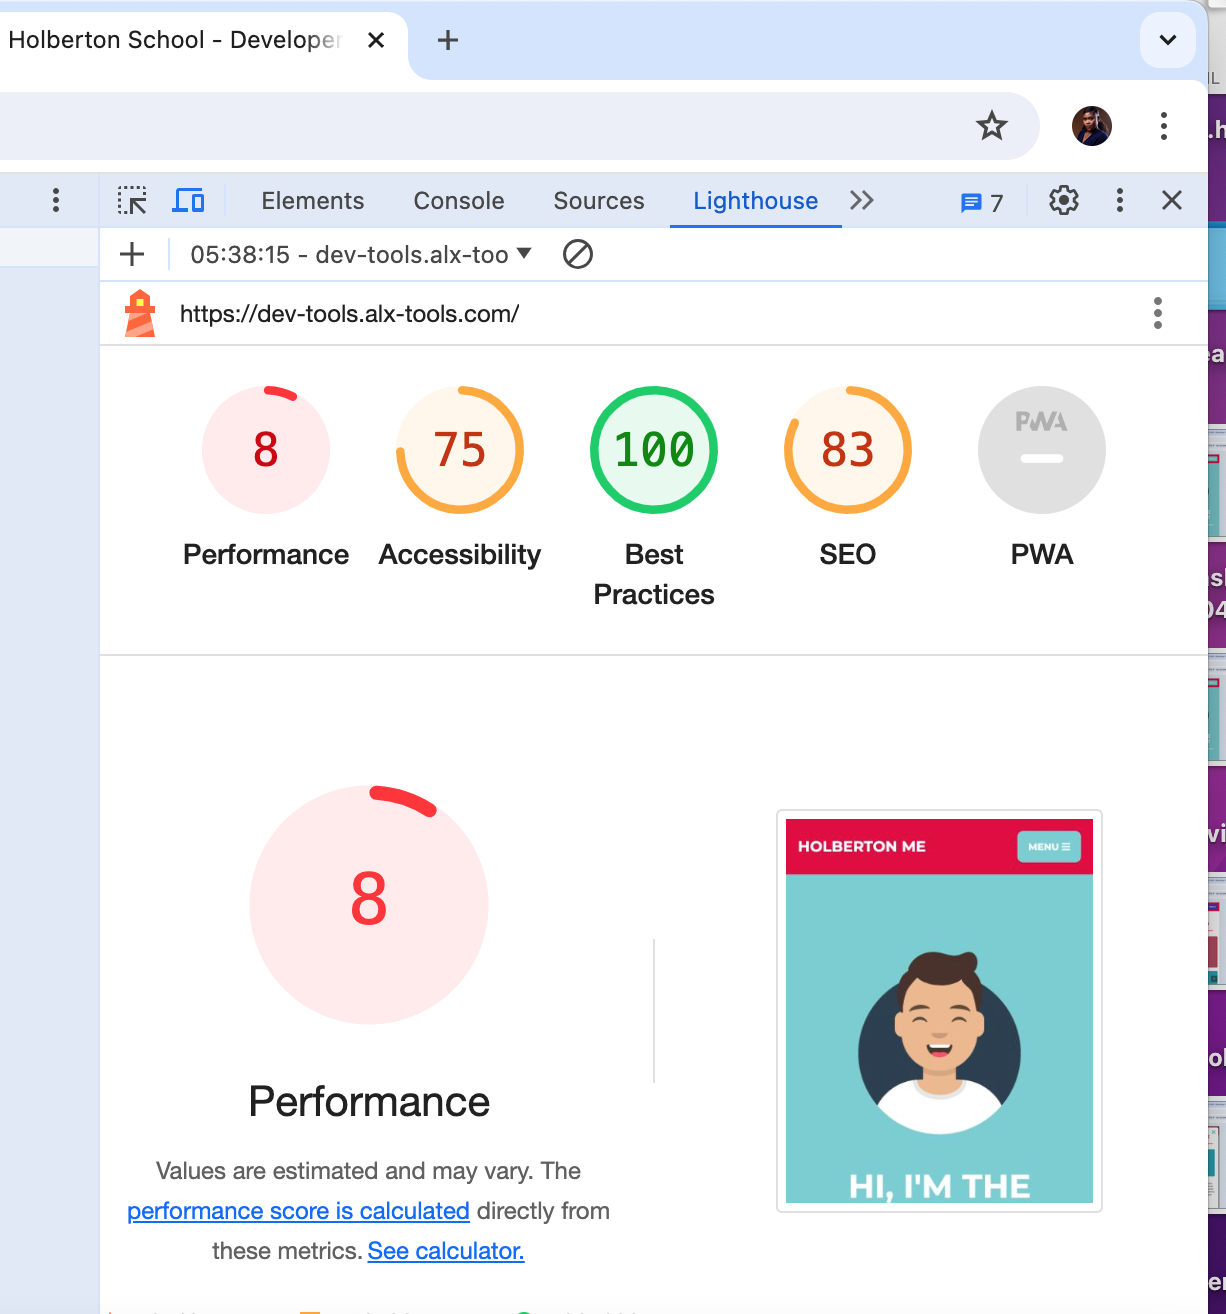 Holberton School - Developer
Elements
Console
Sources
Lighthouse
7
05:38:15 - dev-tools.alx-too
https://dev-tools.alx-tools.com/
8
75
100
83
PWA
Performance
Accessibility
Best
Practices
SEO
PWA
8
Performance
Values are estimated and may vary. The
performance score is calculated directly from
these metrics. See calculator.
HOLBERTON ME
MENU
HI, I'M THE